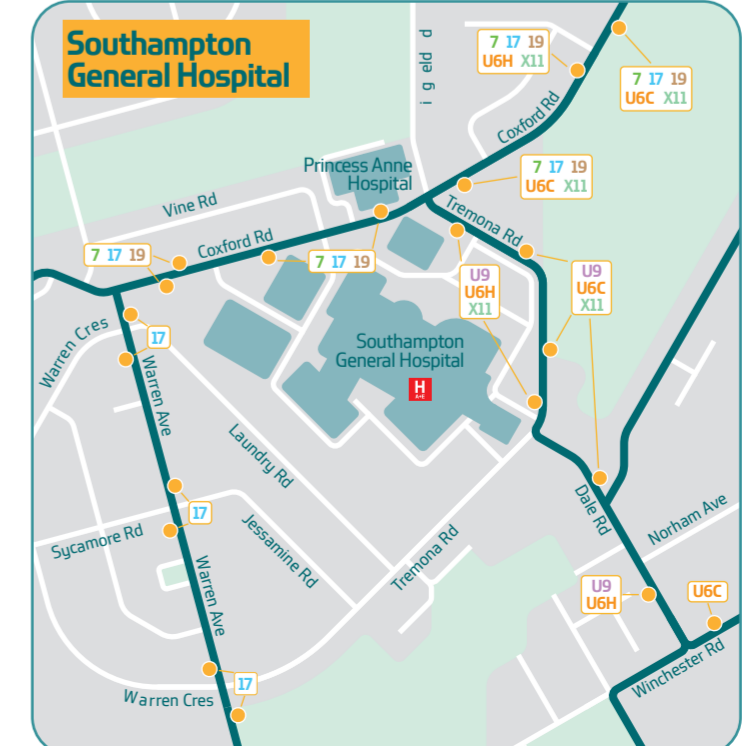 Southampton
General Hospital
7 17 19
U6H X11
7 17 19
U6C X11
Coxford Rd
Princess Anne
Hospital
7 17 19
U6C X11
Vine Rd
Tremona Rd
Coxford Rd
7 17 19
7 17 19
U9
U6H
X11
U9
U6C
X11
Warren Cres
17
Southampton
General Hospital
H
A+E
Warren Ave
Laundry Rd
Dale Rd
Norham Ave
17
Sycamore Rd
Jessamine Rd
Tremona Rd
Warren Ave
U9
U6H
U6C
Winchester Rd
17
Warren Cres